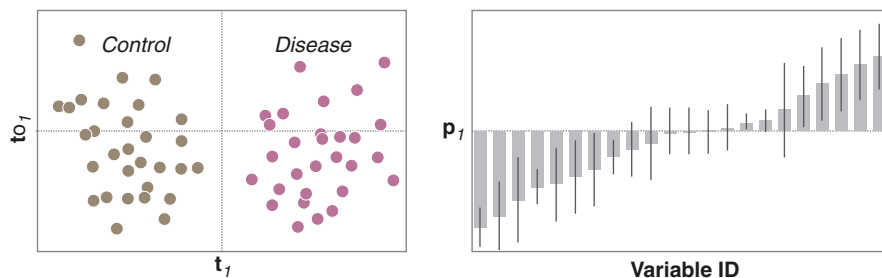 Control
Disease
to1
t1
p1
Variable ID